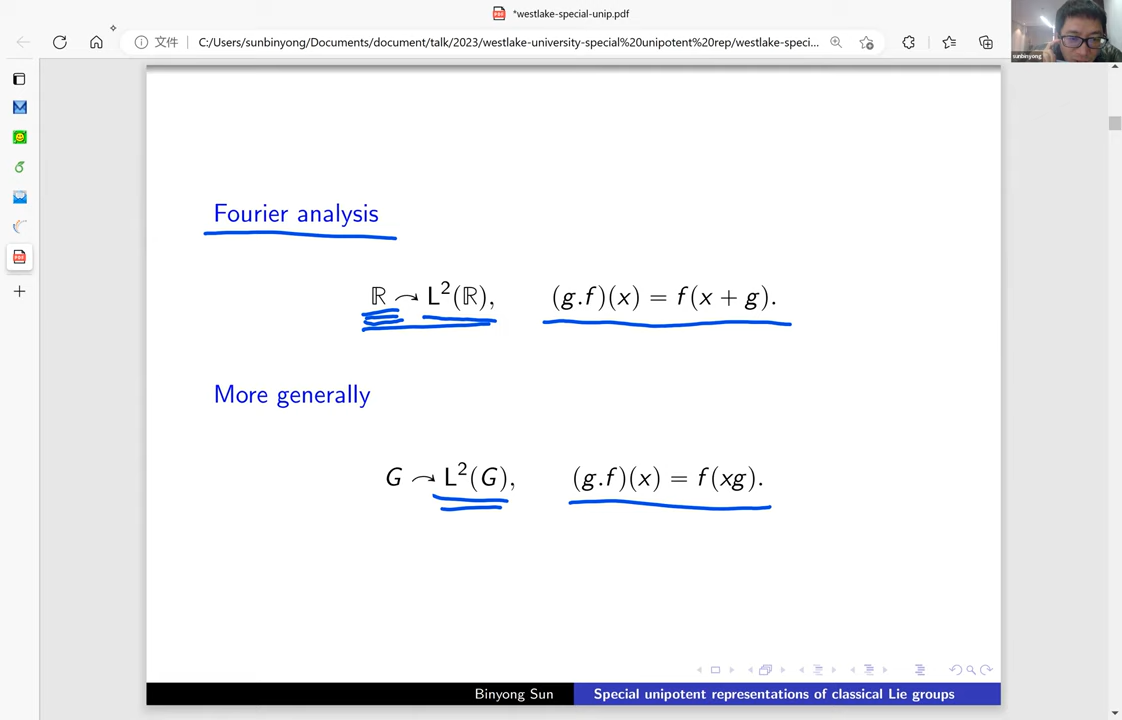 *westlake-special-unip.pdf
文件 C:/Users/sunbinyong/Documents/document/talk/2023/westlake-university-special%20unipotent%20rep/westlake-speci...
sunbinyong
Fourier analysis
ℝ ↷ L²(ℝ), (g.f)(x) = f(x + g).
More generally
G ↷ L²(G), (g.f)(x) = f(xg).
Binyong Sun Special unipotent representations of classical Lie groups